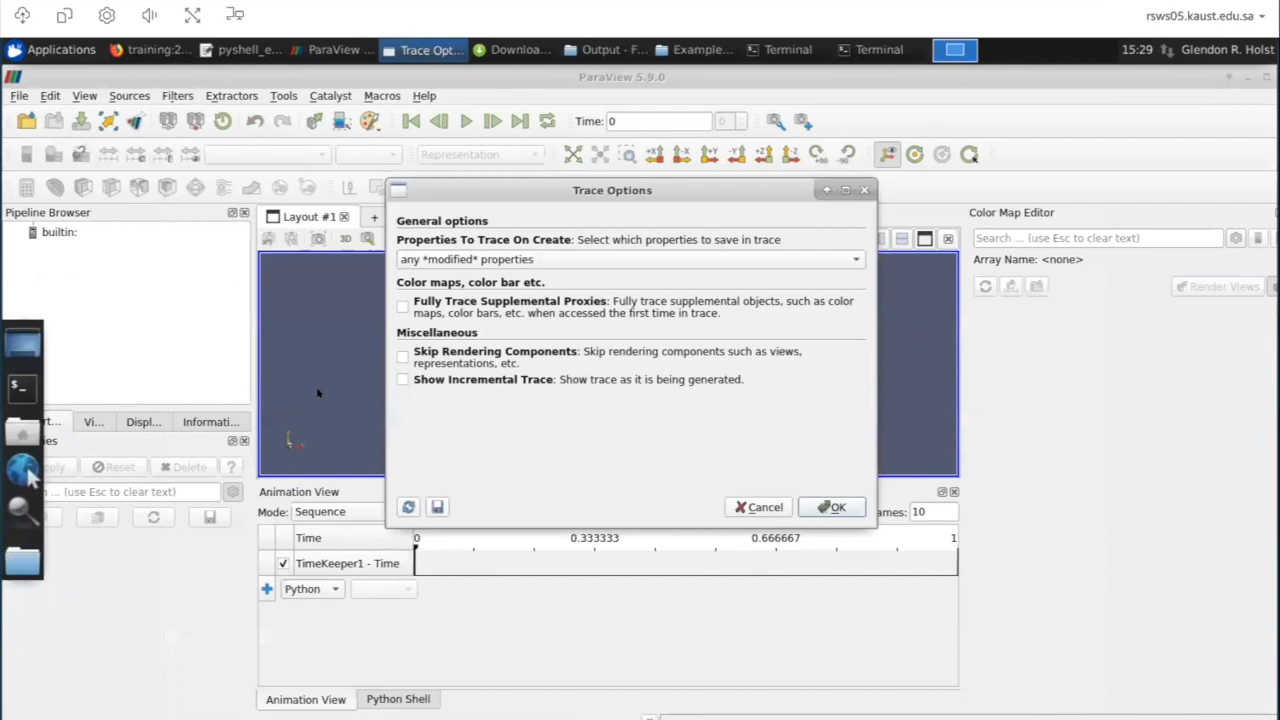 rsws05.kaust.edu.sa
Applications training:2... pyshell_e... ParaView ... Trace Opt... Downloa... Output - F... Example... Terminal Terminal 15:29 Glendon R. Holst
ParaView 5.9.0
File Edit View Sources Filters Extractors Tools Catalyst Macros Help
Time: 0 0
Representation
Pipeline Browser
builtin:
Layout #1 +
3D
Trace Options
General options
Properties To Trace On Create: Select which properties to save in trace
any *modified* properties
Color maps, color bar etc.
Fully Trace Supplemental Proxies: Fully trace supplemental objects, such as color
maps, color bars, etc. when accessed the first time in trace.
Miscellaneous
Skip Rendering Components: Skip rendering components such as views,
representations, etc.
Show Incremental Trace: Show trace as it is being generated.
Cancel OK
Color Map Editor
Search ... (use Esc to clear text)
Array Name: <none>
Render Views
rt... Vi... Displ... Informati...
es
ply Reset Delete ?
h ... (use Esc to clear text)
Animation View
Mode: Sequence ames: 10
Time 0 0.333333 0.666667 1
TimeKeeper1 - Time
Python
Animation View Python Shell